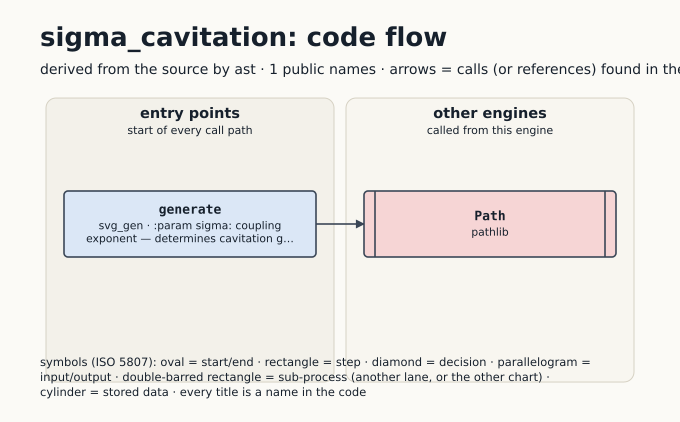 sigma_cavitation: code flow
derived from the source by ast · 1 public names · arrows = calls (or references) found in the
entry points
start of every call path
other engines
called from this engine
generate
svg_gen · :param sigma: coupling
exponent — determines cavitation g…
Path
pathlib
symbols (ISO 5807): oval = start/end · rectangle = step · diamond = decision · parallelogram =
input/output · double-barred rectangle = sub-process (another lane, or the other chart) ·
cylinder = stored data · every title is a name in the code